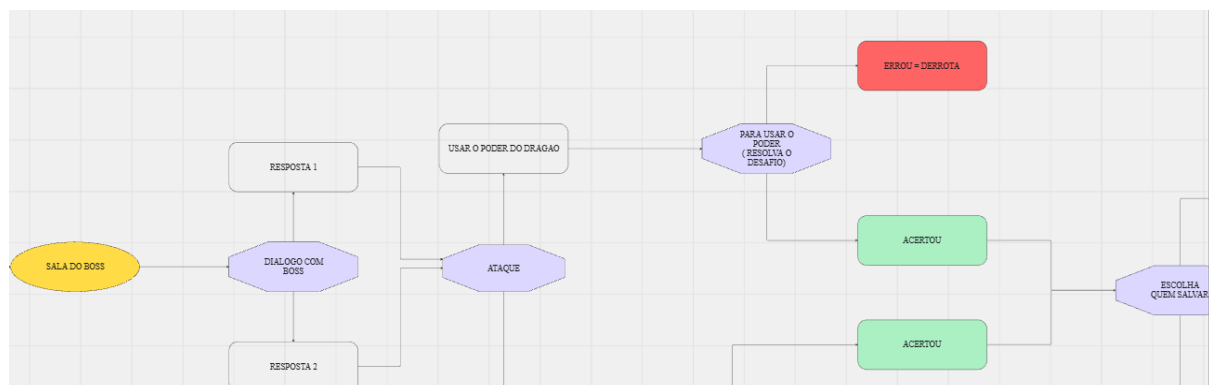 ERROU = DERROTA
PARA USAR O
PODER
( RESOLVA O
DESAFIO)
USAR O PODER DO DRAGAO
RESPOSTA 1
ACERTOU
SALA DO BOSS
DIALOGO COM
BOSS
ATAQUE
ESCOLHA
QUEM SALVAR
ACERTOU
RESPOSTA 2